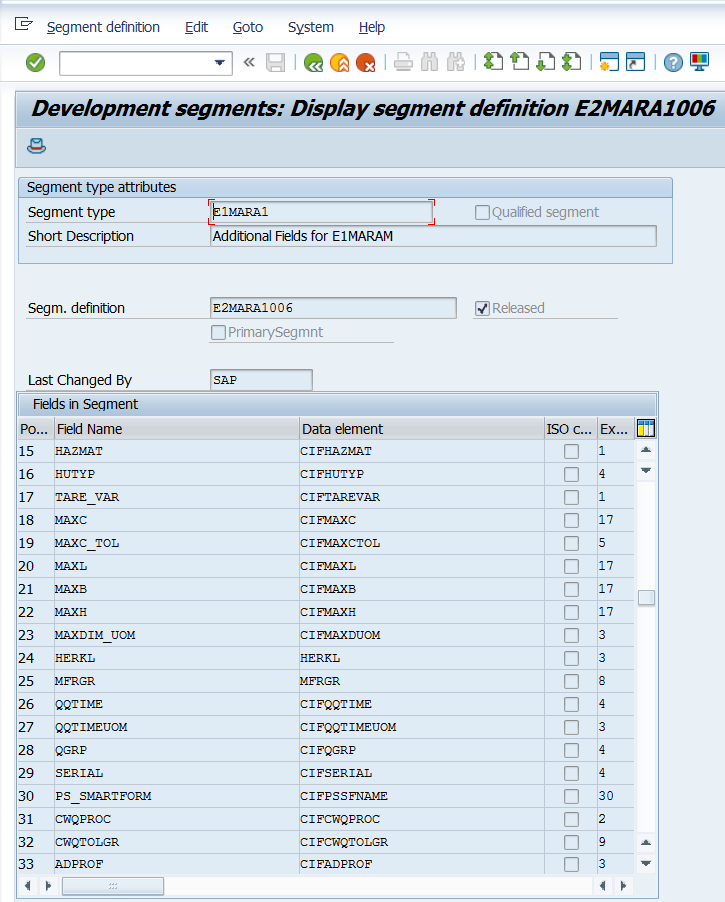 Segment definition Edit Goto System Help
Development segments: Display segment definition E2MARA1006
Segment type attributes
Segment type E1MARA1 Qualified segment
Short Description Additional Fields for E1MARAM
Segm. definition E2MARA1006 Released
PrimarySegmnt
Last Changed By SAP
Fields in Segment
Po... Field Name Data element ISO c... Ex...
15 HAZMAT CIFHAZMAT 1
16 HUTYP CIFHUTYP 4
17 TARE_VAR CIFTAREVAR 1
18 MAXC CIFMAXC 17
19 MAXC_TOL CIFMAXCTOL 5
20 MAXL CIFMAXL 17
21 MAXB CIFMAXB 17
22 MAXH CIFMAXH 17
23 MAXDIM_UOM CIFMAXDUOM 3
24 HERKL HERKL 3
25 MFRGR MFRGR 8
26 QQTIME CIFQQTIME 4
27 QQTIMEUOM CIFQQTIMEUOM 3
28 QGRP CIFQGRP 4
29 SERIAL CIFSERIAL 4
30 PS_SMARTFORM CIFPSSFNAME 30
31 CWQPROC CIFCWQPROC 2
32 CWQTOLGR CIFCWQTOLGR 9
33 ADPROF CIFADPROF 3